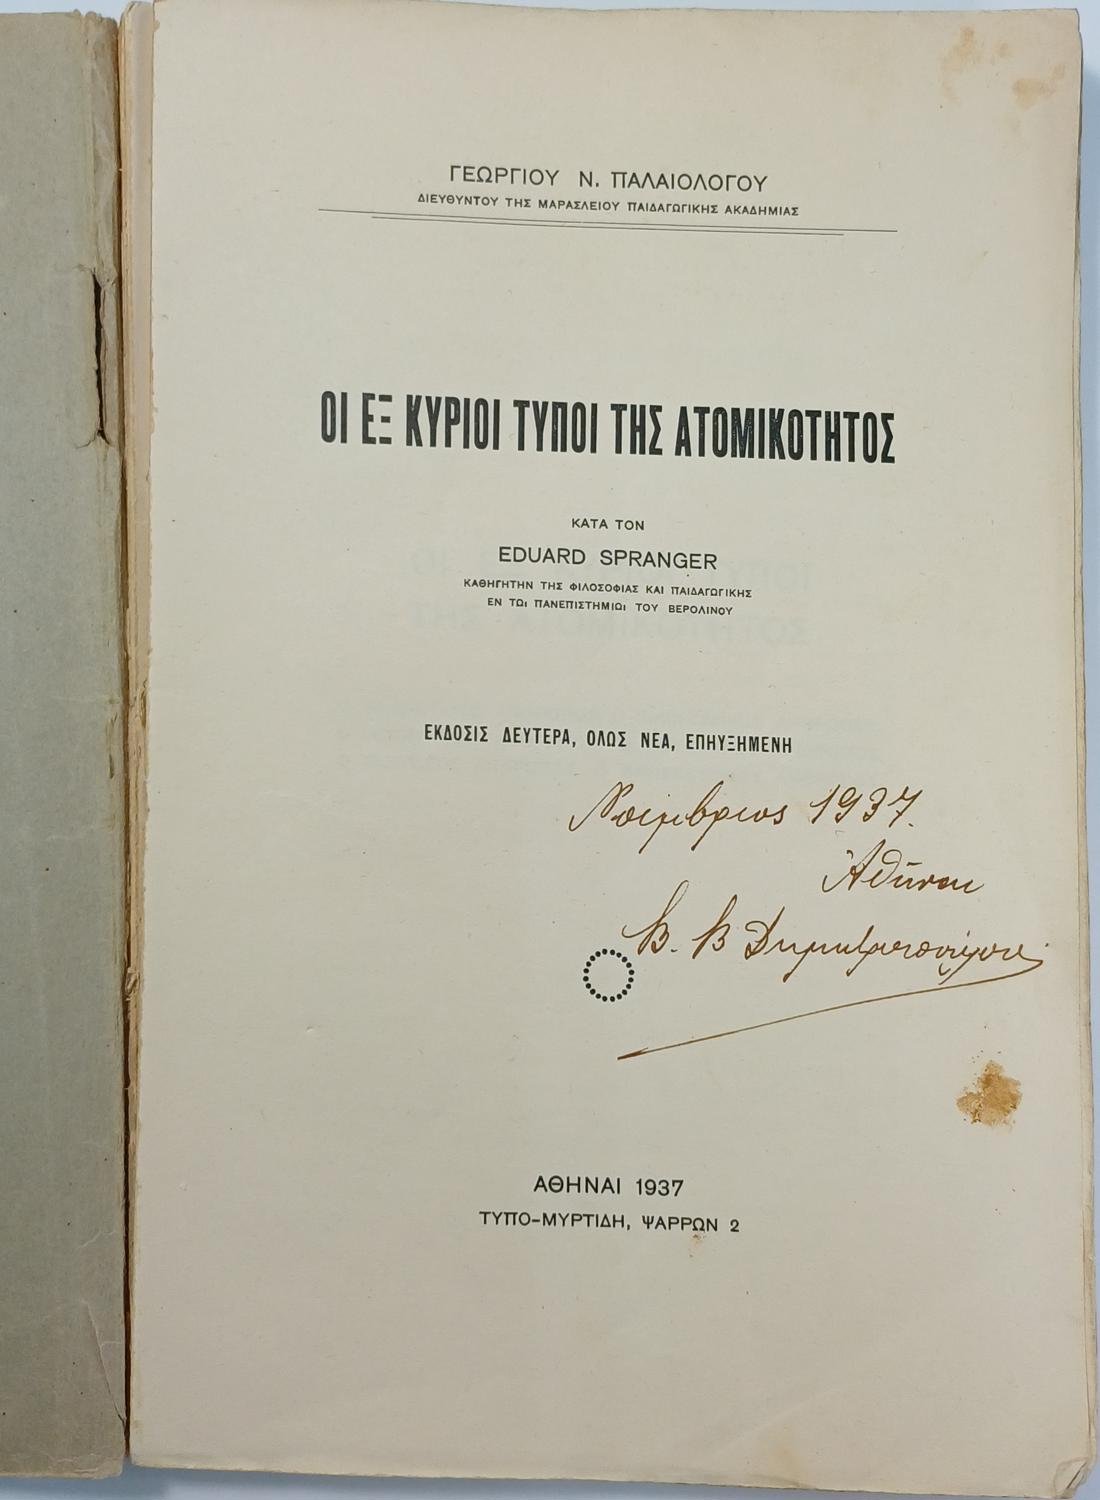 ΓΕΩΡΓΙΟΥ Ν. ΠΑΛΑΙΟΛΟΓΟΥ
ΔΙΕΥΘΥΝΤΟΥ ΤΗΣ ΜΑΡΑΣΛΕΙΟΥ ΠΑΙΔΑΓΩΓΙΚΗΣ ΑΚΑΔΗΜΙΑΣ
ΟΙ ΕΞ ΚΥΡΙΟΙ ΤΥΠΟΙ ΤΗΣ ΑΤΟΜΙΚΟΤΗΤΟΣ
ΚΑΤΑ ΤΟΝ
EDUARD SPRANGER
ΚΑΘΗΓΗΤΗΝ ΤΗΣ ΦΙΛΟΣΟΦΙΑΣ ΚΑΙ ΠΑΙΔΑΓΩΓΙΚΗΣ
ΕΝ ΤΩι ΠΑΝΕΠΙΣΤΗΜΙΩι ΤΟΥ ΒΕΡΟΛΙΝΟΥ
ΕΚΔΟΣΙΣ ΔΕΥΤΕΡΑ, ΟΛΩΣ ΝΕΑ, ΕΠΗΥΞΗΜΕΝΗ
Νοέμβριος 1937.
Ἀθῆναι
Β. Β
ΑΘΗΝΑΙ 1937
ΤΥΠΟ-ΜΥΡΤΙΔΗ, ΨΑΡΡΩΝ 2